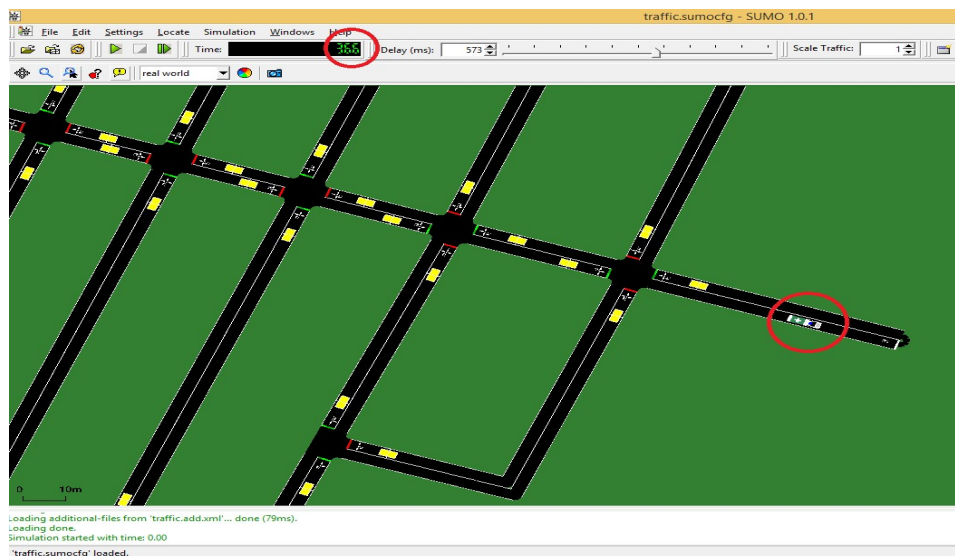 traffic.sumocfg - SUMO 1.0.1
File Edit Settings Locate Simulation Windows Help
Time: 366 Delay (ms): 573 Scale Traffic: 1
real world
0 10m
Loading additional-files from 'traffic.add.xml'... done (79ms).
Loading done.
Simulation started with time: 0.00
'traffic.sumocfg' loaded.